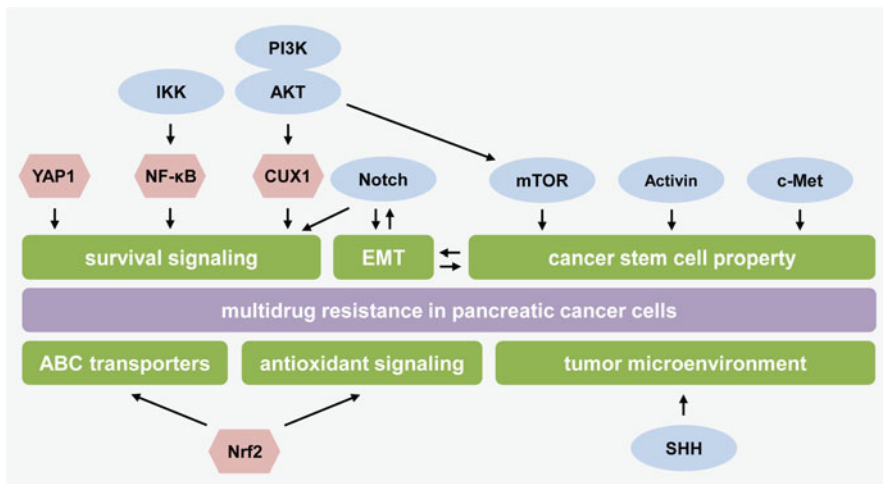 PI3K
IKK
AKT
YAP1
NF-κB
CUX1
Notch
mTOR
Activin
c-Met
survival signaling
EMT
cancer stem cell property
multidrug resistance in pancreatic cancer cells
ABC transporters
antioxidant signaling
tumor microenvironment
Nrf2
SHH